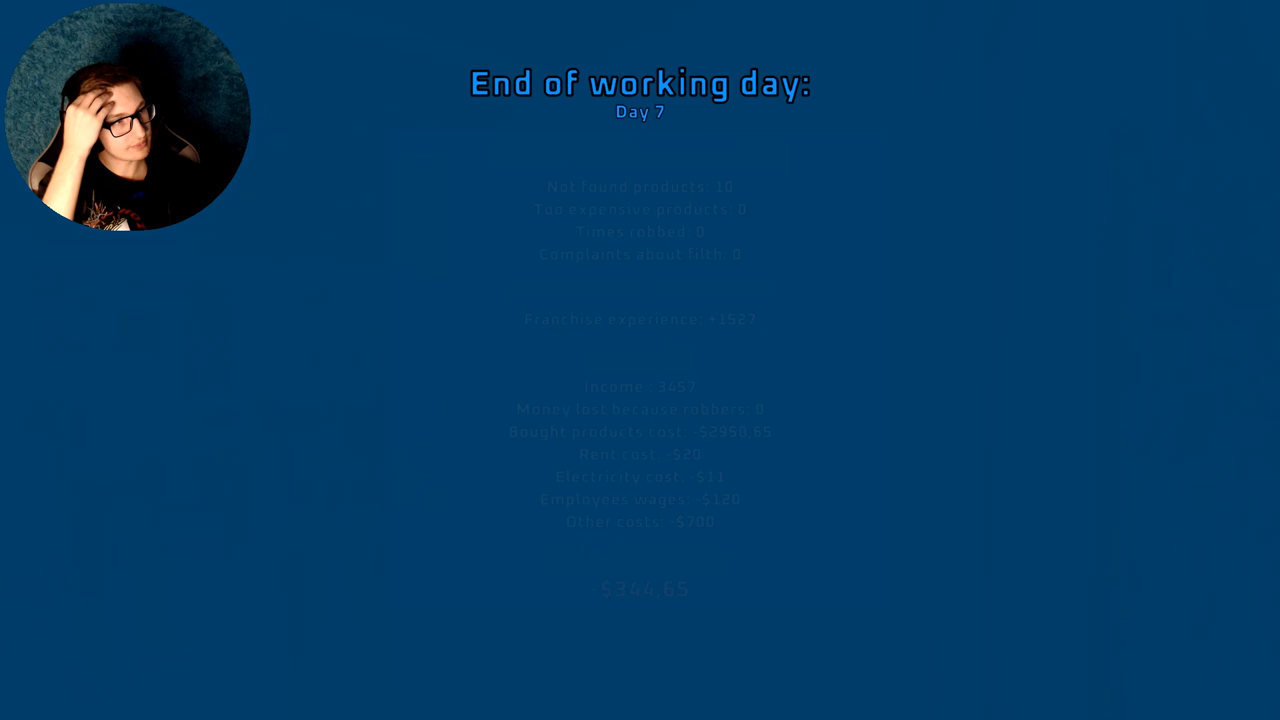 End of working day:
Day 7
Not found products: 10
Too expensive products: 0
Times robbed: 0
Complaints about filth: 0
Franchise experience: +1527
Income : 3457
Money lost because robbers: 0
Bought products cost: -$2950,65
Rent cost: -$20
Electricity cost: -$11
Employees wages: -$120
Other costs: -$700
-$344,65